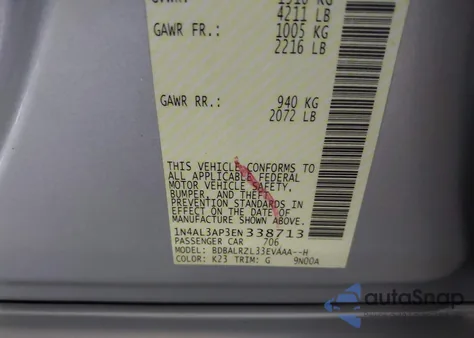 4211 LB
GAWR FR.: 1005 KG
2216 LB
GAWR RR.: 940 KG
2072 LB
THIS VEHICLE CONFORMS TO
ALL APPLICABLE FEDERAL
MOTOR VEHICLE SAFETY,
BUMPER, AND THEFT
PREVENTION STANDARDS IN
EFFECT ON THE DATE OF
MANUFACTURE SHOWN ABOVE.
1N4AL3AP3EN338713
PASSENGER CAR 706
MODEL: BDBALRZL33EVAAA--H
COLOR: K23 TRIM: G 9N00A
autoSnap